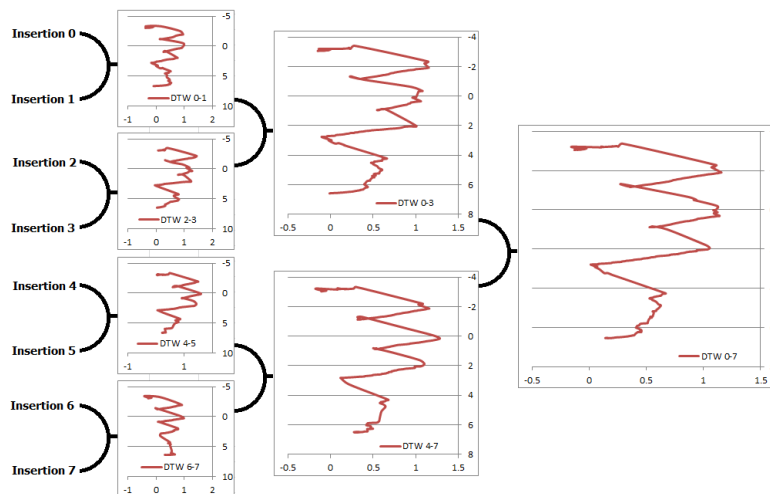 Insertion 0
Insertion 1
Insertion 2
Insertion 3
Insertion 4
Insertion 5
Insertion 6
Insertion 7
-5
0
5
10
DTW 0-1
-1 0 1 2
-5
0
5
10
DTW 2-3
-1 0 1 2
-5
0
5
10
DTW 4-5
-1 0 1 2
-5
0
5
10
DTW 6-7
-1 0 1 2
-4
-2
0
2
4
6
8
DTW 0-3
-0.5 0 0.5 1 1.5
-4
-2
0
2
4
6
8
DTW 4-7
-0.5 0 0.5 1 1.5
DTW 0-7
-0.5 0 0.5 1 1.5